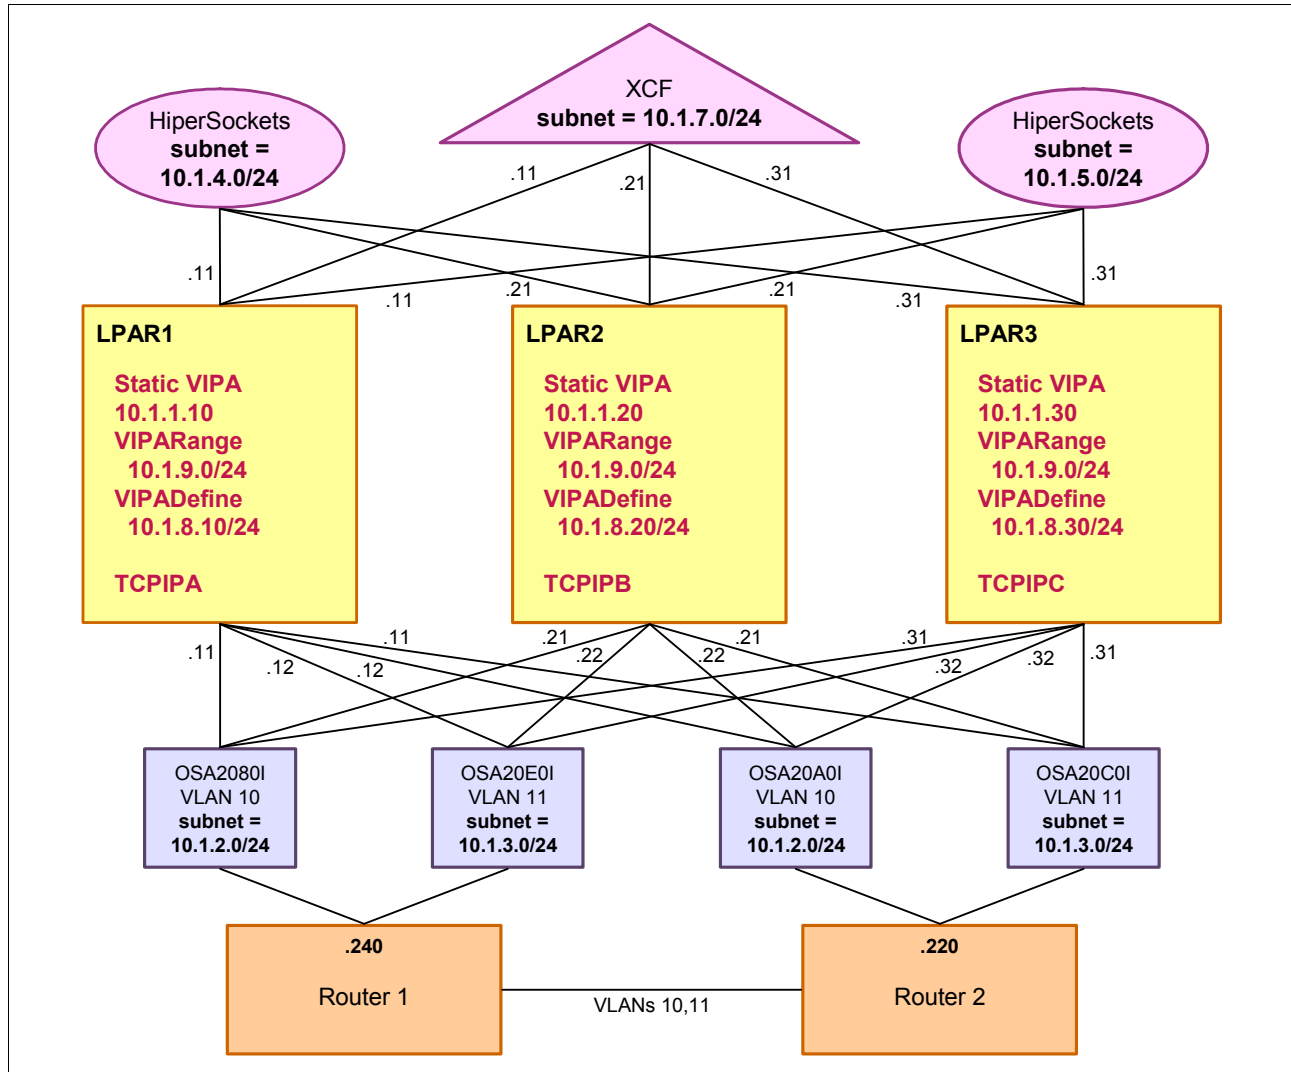 XCF
subnet = 10.1.7.0/24
HiperSockets
subnet =
10.1.4.0/24
HiperSockets
subnet =
10.1.5.0/24
.11
.21
.31
.11
.21
.11
.21
.31
.31
LPAR1
Static VIPA
10.1.1.10
VIPARange
10.1.9.0/24
VIPADefine
10.1.8.10/24
TCPIPA
LPAR2
Static VIPA
10.1.1.20
VIPARange
10.1.9.0/24
VIPADefine
10.1.8.20/24
TCPIPB
LPAR3
Static VIPA
10.1.1.30
VIPARange
10.1.9.0/24
VIPADefine
10.1.8.30/24
TCPIPC
.11
.12
.12
.11
.21
.22
.22
.21
.31
.32
.32
.31
OSA2080I
VLAN 10
subnet =
10.1.2.0/24
OSA20E0I
VLAN 11
subnet =
10.1.3.0/24
OSA20A0I
VLAN 10
subnet =
10.1.2.0/24
OSA20C0I
VLAN 11
subnet =
10.1.3.0/24
.240
Router 1
VLANs 10,11
.220
Router 2